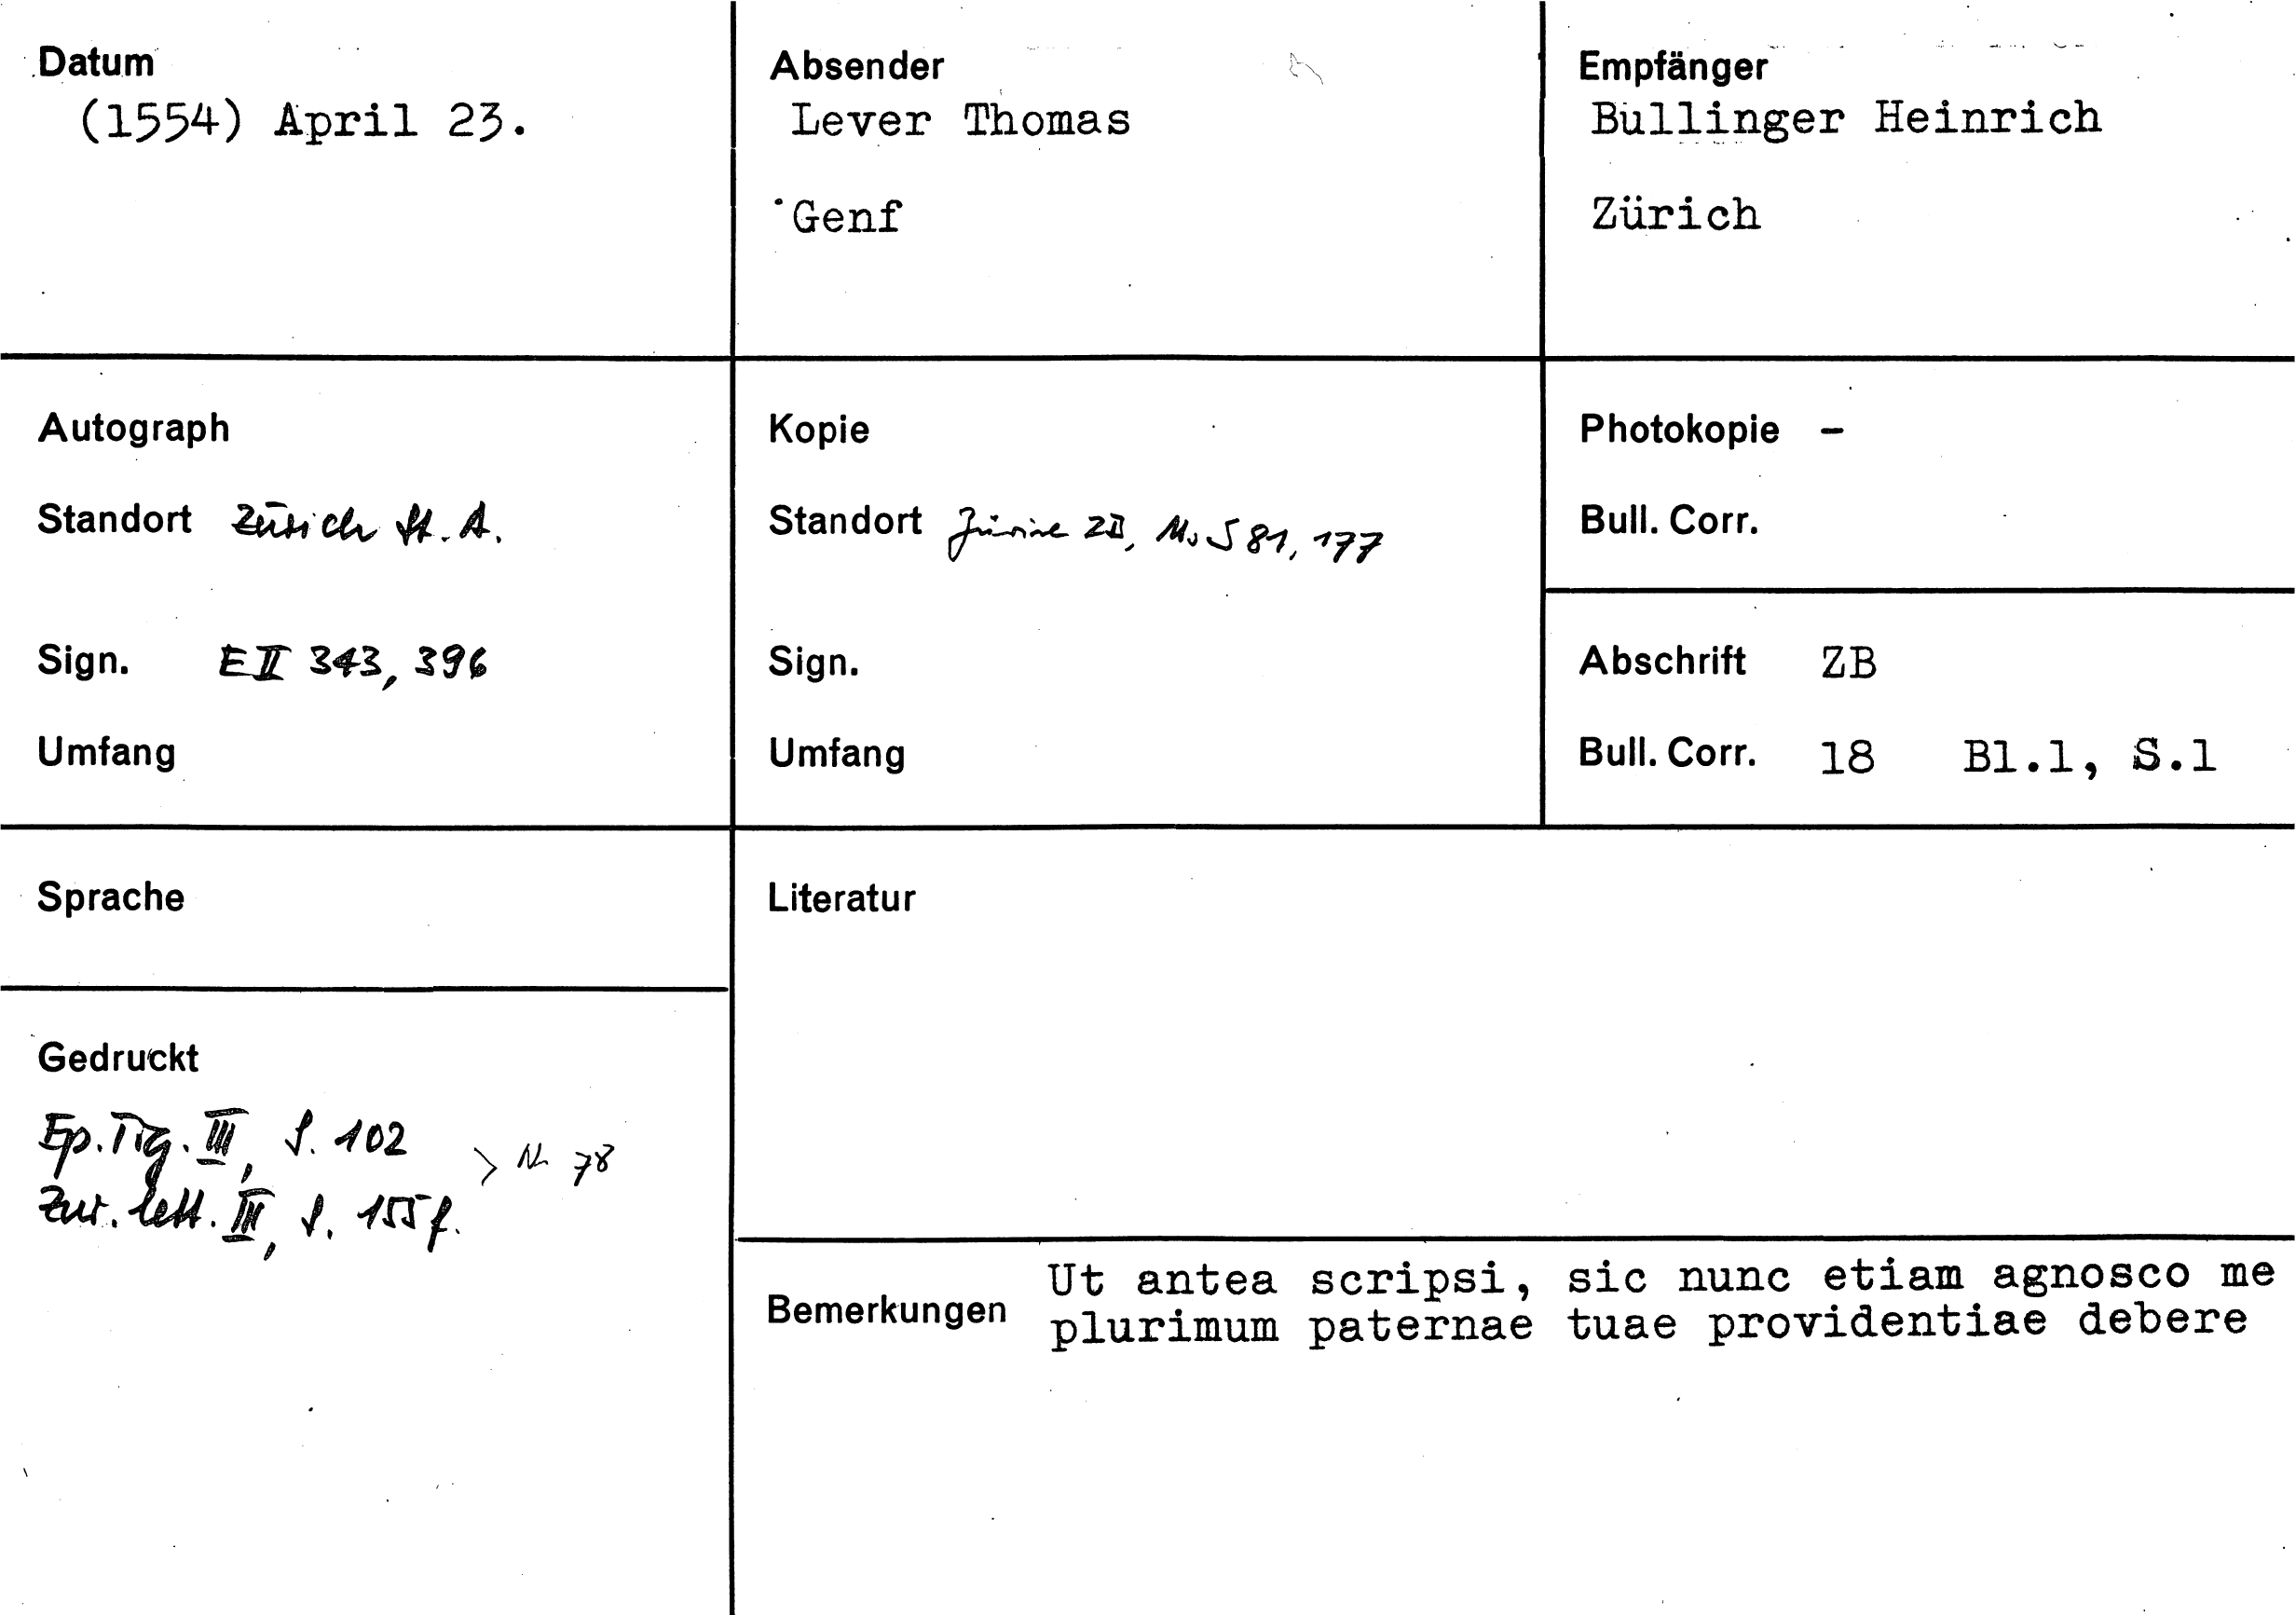 Datum
(1554) April 23.
Absender
Lever Thomas
Genf
Empfänger
Bullinger Heinrich
Zürich
Autograph
Standort Zürich St. A.
Sign. E II 343, 396
Umfang
Kopie
Standort Zürich ZB, Ms S 81, 177
Sign.
Umfang
Photokopie -
Bull. Corr.
Abschrift ZB
Bull. Corr. 18 Bl.1, S.1
Sprache
Gedruckt
Ep. Tig. III, S. 102
Zur. lett. III, S. 155 f.
> Nr 78
Literatur
Bemerkungen
Ut antea scripsi, sic nunc etiam agnosco me
plurimum paternae tuae providentiae debere